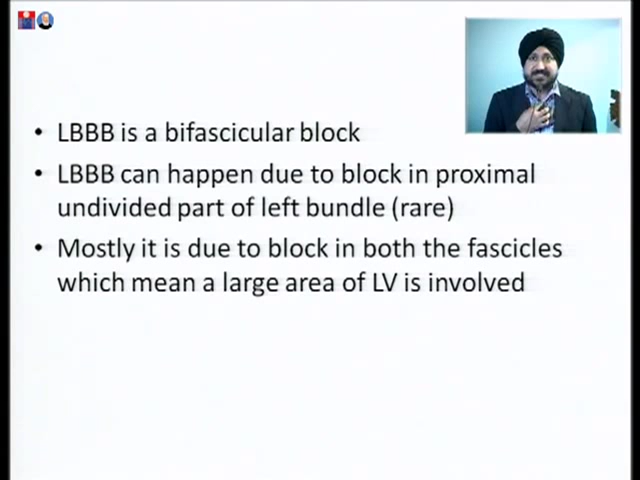 • LBBB is a bifascicular block
• LBBB can happen due to block in proximal
undivided part of left bundle (rare)
• Mostly it is due to block in both the fascicles
which mean a large area of LV is involved